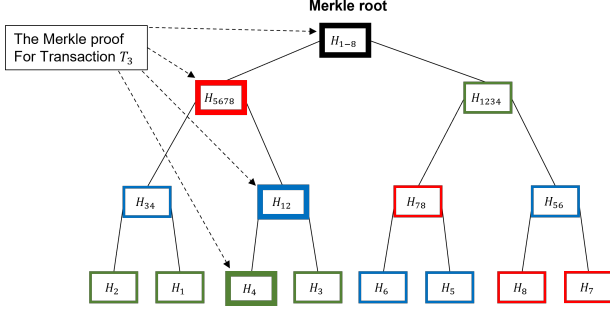 Merkle root
The Merkle proof
For Transaction T₃
H₁₋₈
H₅₆₇₈
H₁₂₃₄
H₃₄
H₁₂
H₇₈
H₅₆
H₂
H₁
H₄
H₃
H₆
H₅
H₈
H₇